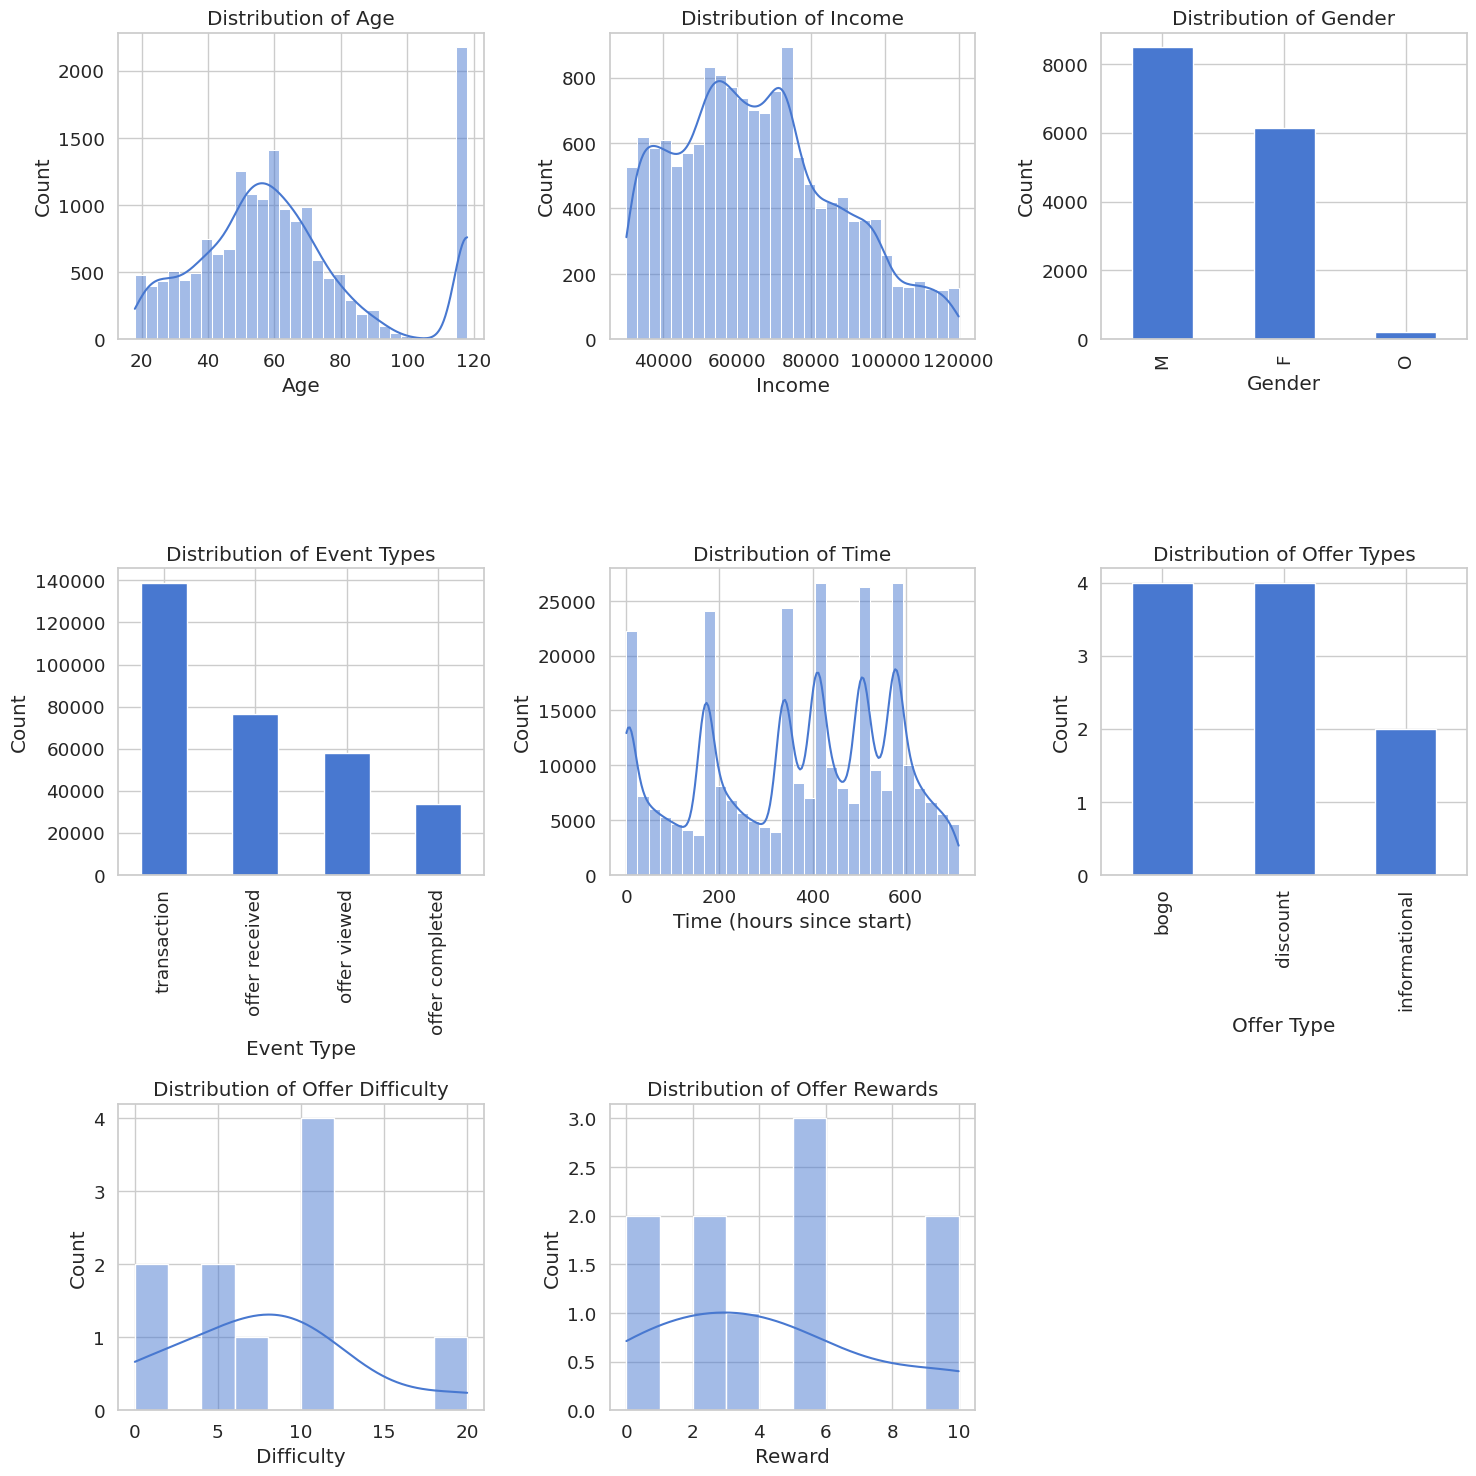 Distribution of Age
2000
1500
1000
500
0
Count
20 40 60 80 100 120
Age
Distribution of Income
800
600
400
200
0
Count
40000 60000 80000 100000 120000
Income
Distribution of Gender
8000
6000
4000
2000
0
Count
M F O
Gender
Distribution of Event Types
140000
120000
100000
80000
60000
40000
20000
0
Count
transaction
offer received
offer viewed
offer completed
Event Type
Distribution of Time
25000
20000
15000
10000
5000
0
Count
0 200 400 600
Time (hours since start)
Distribution of Offer Types
4
3
2
1
0
Count
bogo
discount
informational
Offer Type
Distribution of Offer Difficulty
4
3
2
1
0
Count
0 5 10 15 20
Difficulty
Distribution of Offer Rewards
3.0
2.5
2.0
1.5
1.0
0.5
0.0
Count
0 2 4 6 8 10
Reward